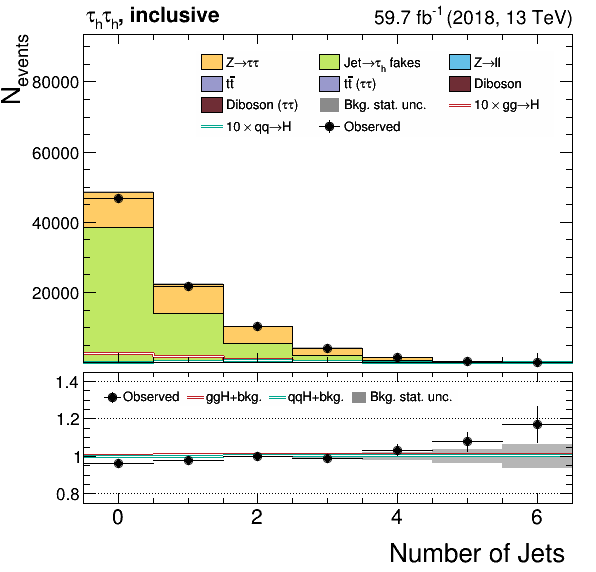 τhτh, inclusive 59.7 fb⁻¹ (2018, 13 TeV)
Nevents
80000
60000
40000
20000
Z→ττ Jet→τh fakes Z→ll
tt̄ tt̄ (ττ) Diboson
Diboson (ττ) Bkg. stat. unc. 10 × gg→H
10 × qq→H Observed
1.4
1.2
1
0.8
Observed ggH+bkg. qqH+bkg. Bkg. stat. unc.
0 2 4 6
Number of Jets